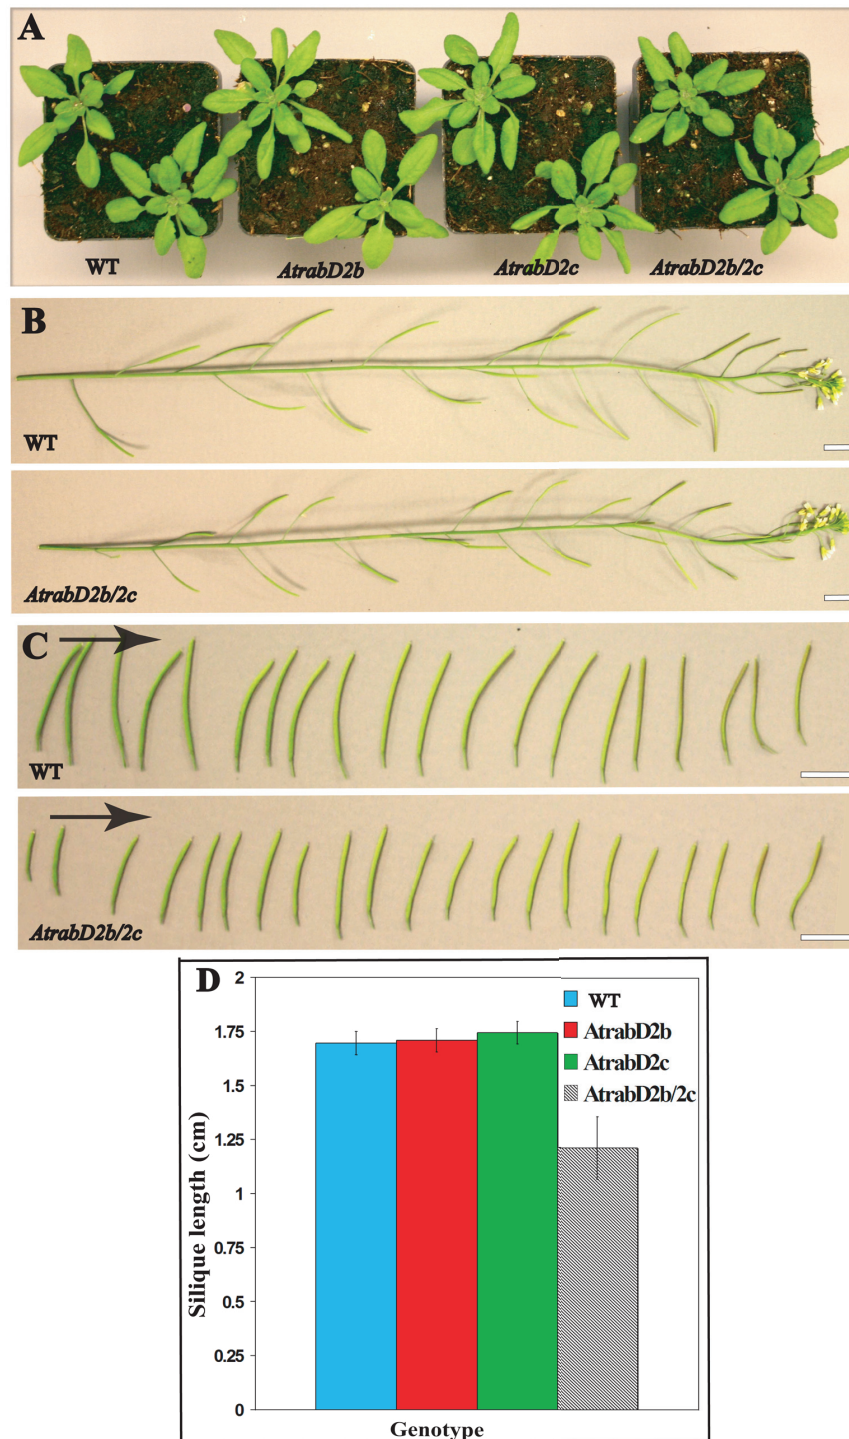 A
WT
AtrabD2b
AtrabD2c
AtrabD2b/2c
B
WT
AtrabD2b/2c
C
WT
AtrabD2b/2c
D
2
1.75
1.5
1.25
1
0.75
0.5
0.25
0
Silique length (cm)
Genotype
WT
AtrabD2b
AtrabD2c
AtrabD2b/2c